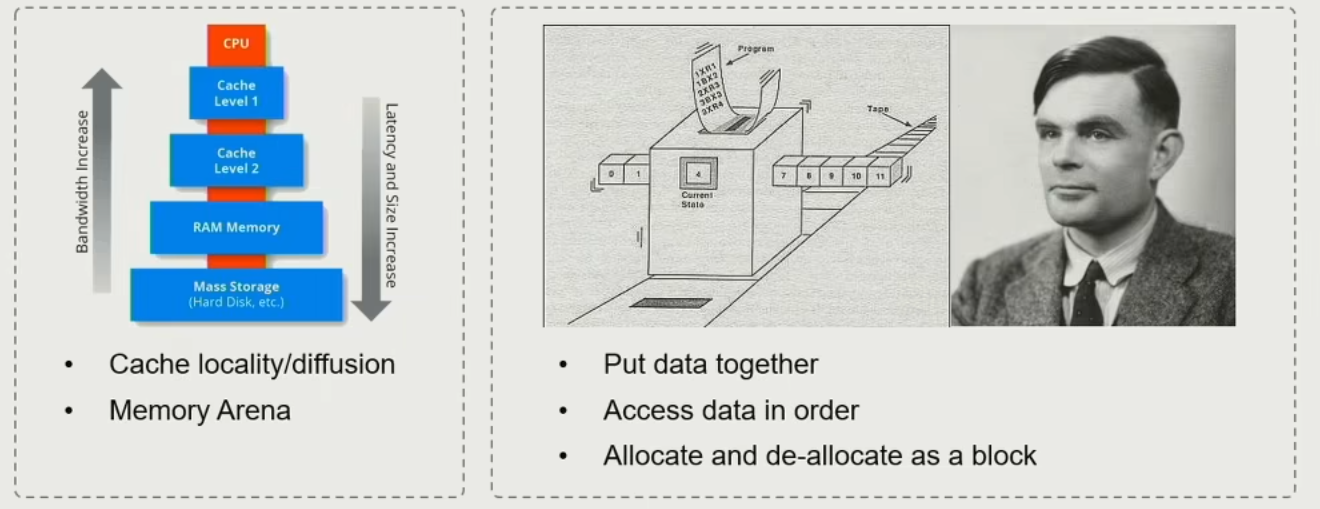 CPU
Cache
Level 1
Cache
Level 2
RAM Memory
Mass Storage
(Hard Disk, etc.)
Bandwidth Increase
Latency and Size Increase
• Cache locality/diffusion
• Memory Arena
Program
1XR1
1BX2
2XR3
3BX3
3XR4
Tape
0 1
4
Current
State
7 8 9 10 11
• Put data together
• Access data in order
• Allocate and de-allocate as a block